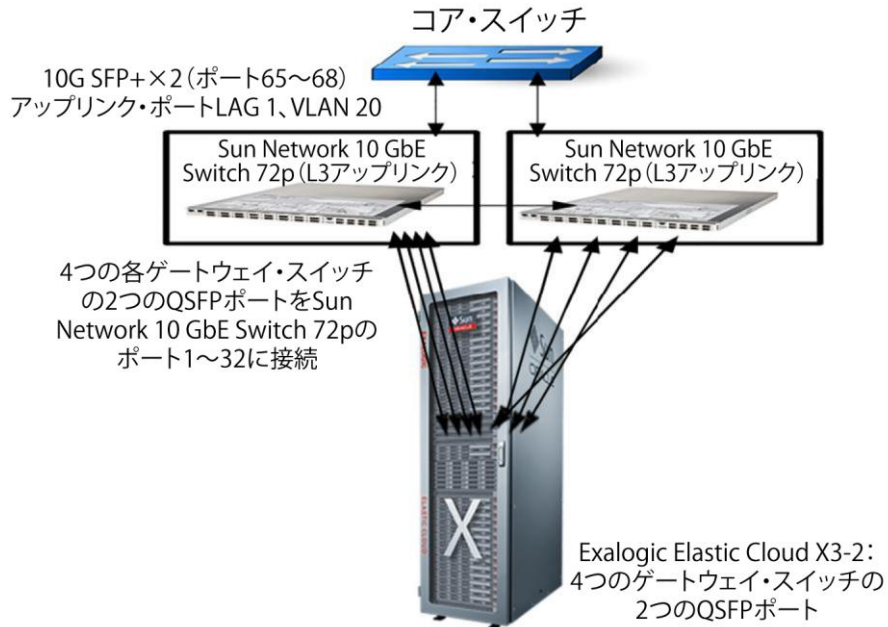 コア・スイッチ
10G SFP+×2（ポート65～68）
アップリンク・ポートLAG 1、VLAN 20
Sun Network 10 GbE
Switch 72p（L3アップリンク）
Sun Network 10 GbE
Switch 72p（L3アップリンク）
4つの各ゲートウェイ・スイッチ
の2つのQSFPポートをSun
Network 10 GbE Switch 72pの
ポート1～32に接続
Sun
ORACLE
X
ELASTIC CLOUD
Exalogic Elastic Cloud X3-2：
4つのゲートウェイ・スイッチの
2つのQSFPポート